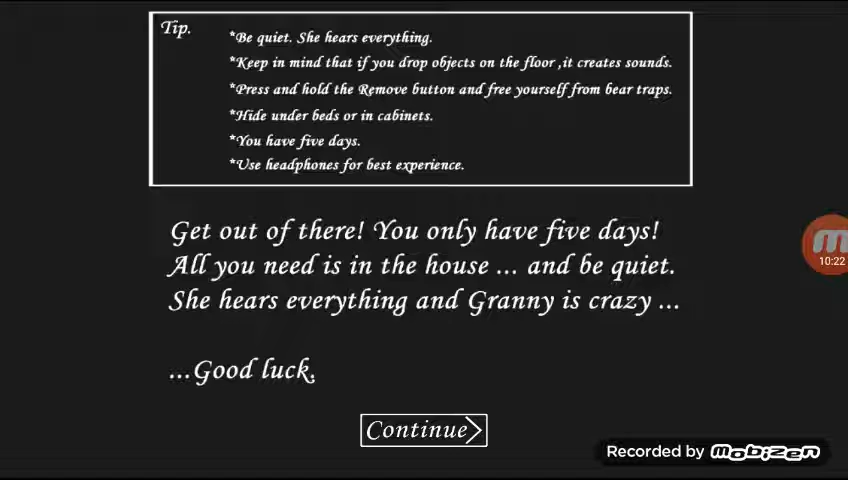 Tip.
*Be quiet. She hears everything.
*Keep in mind that if you drop objects on the floor ,it creates sounds.
*Press and hold the Remove button and free yourself from bear traps.
*Hide under beds or in cabinets.
*You have five days.
*Use headphones for best experience.
Get out of there! You only have five days!
All you need is in the house ... and be quiet.
She hears everything and Granny is crazy ...
...Good luck.
Continue>
10:22
Recorded by Mobizen